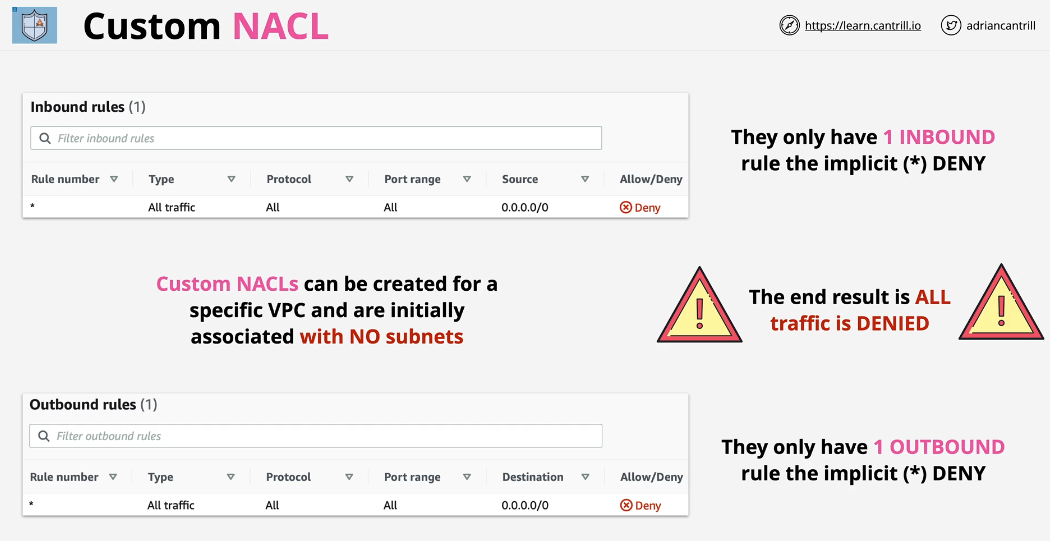 Custom NACL
https://learn.cantrill.io
adriancantrill
Inbound rules (1)
Filter inbound rules
Rule number Type Protocol Port range Source Allow/Deny
* All traffic All All 0.0.0.0/0 Deny
They only have 1 INBOUND
rule the implicit (*) DENY
Custom NACLs can be created for a
specific VPC and are initially
associated with NO subnets
The end result is ALL
traffic is DENIED
Outbound rules (1)
Filter outbound rules
Rule number Type Protocol Port range Destination Allow/Deny
* All traffic All All 0.0.0.0/0 Deny
They only have 1 OUTBOUND
rule the implicit (*) DENY